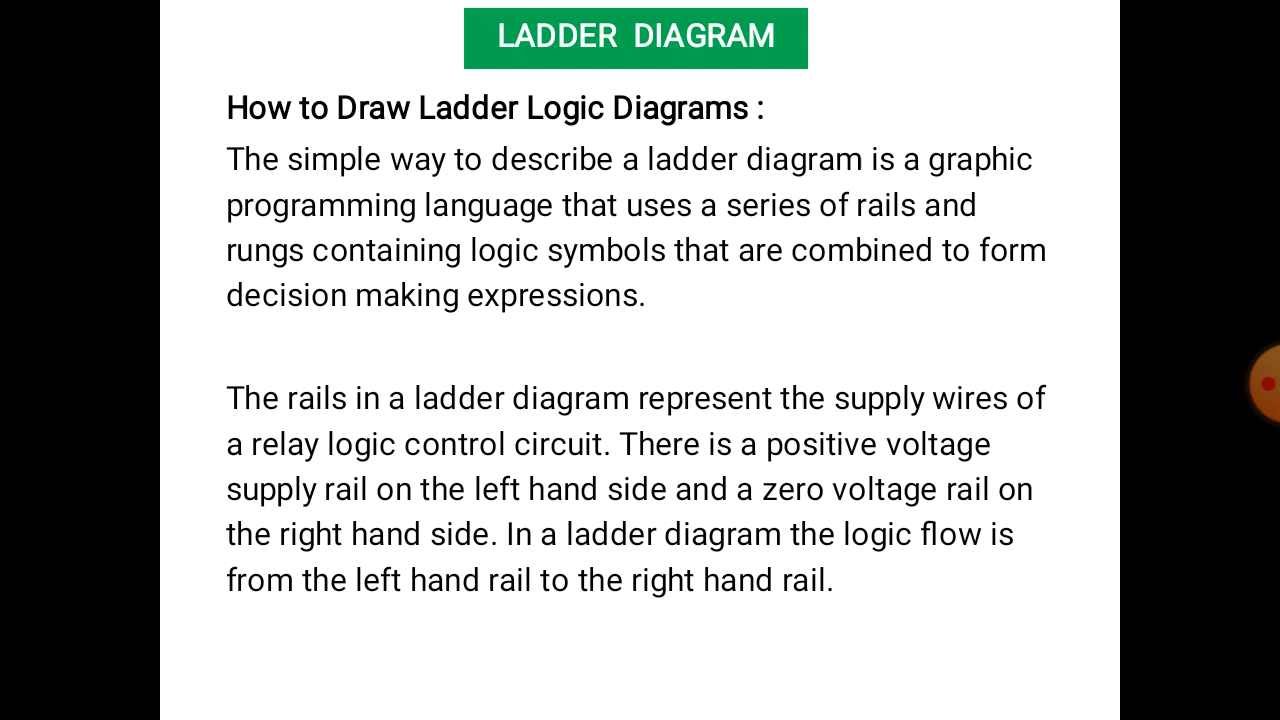 LADDER DIAGRAM
How to Draw Ladder Logic Diagrams :
The simple way to describe a ladder diagram is a graphic
programming language that uses a series of rails and
rungs containing logic symbols that are combined to form
decision making expressions.
The rails in a ladder diagram represent the supply wires of
a relay logic control circuit. There is a positive voltage
supply rail on the left hand side and a zero voltage rail on
the right hand side. In a ladder diagram the logic flow is
from the left hand rail to the right hand rail.